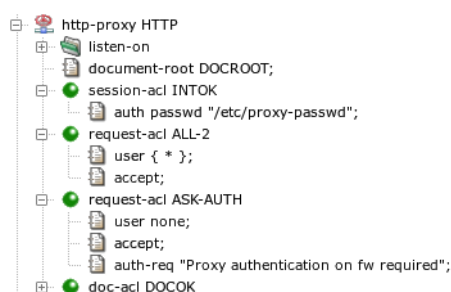 http-proxy HTTP
listen-on
document-root DOCROOT;
session-acl INTOK
auth passwd "/etc/proxy-passwd";
request-acl ALL-2
user { * };
accept;
request-acl ASK-AUTH
user none;
accept;
auth-req "Proxy authentication on fw required";
doc-acl DOCOK